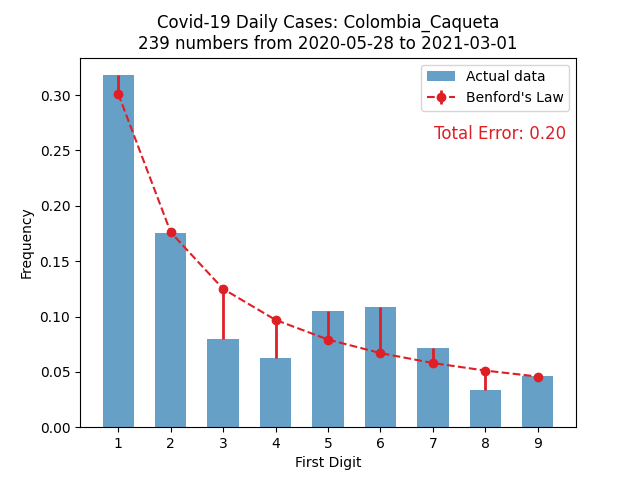 Covid-19 Daily Cases: Colombia_Caqueta
239 numbers from 2020-05-28 to 2021-03-01
Actual data
Benford's Law
Total Error: 0.20
Frequency
0.30
0.25
0.20
0.15
0.10
0.05
0.00
1 2 3 4 5 6 7 8 9
First Digit